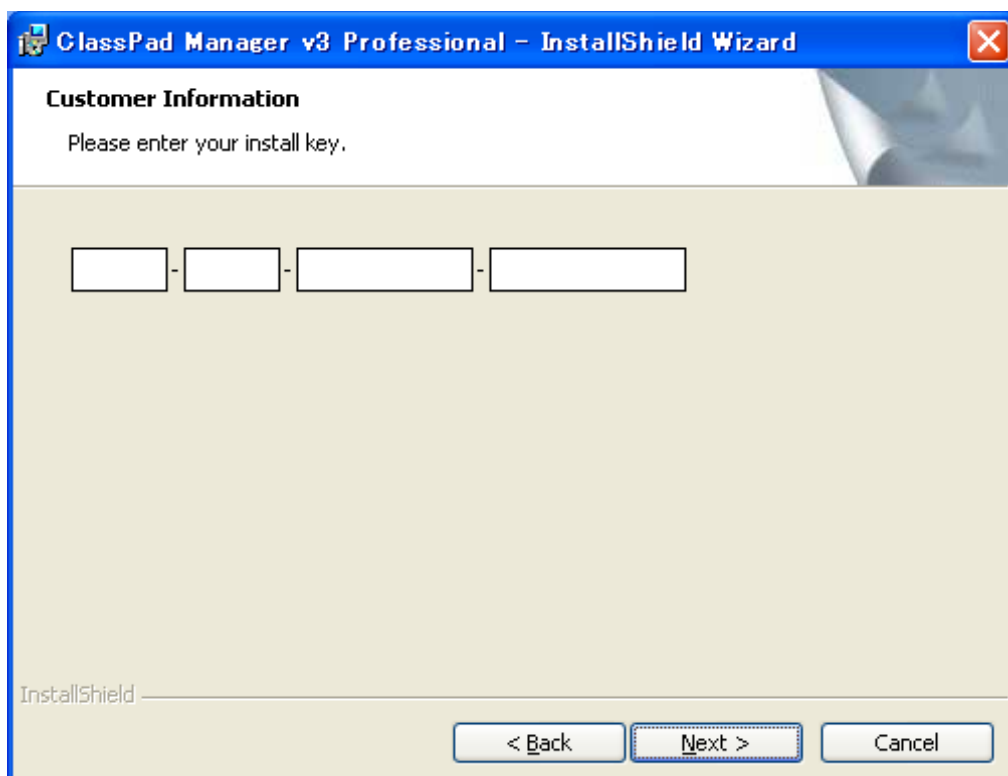 ClassPad Manager v3 Professional - InstallShield Wizard
Customer Information
Please enter your install key.
- - -
InstallShield
< Back Next > Cancel